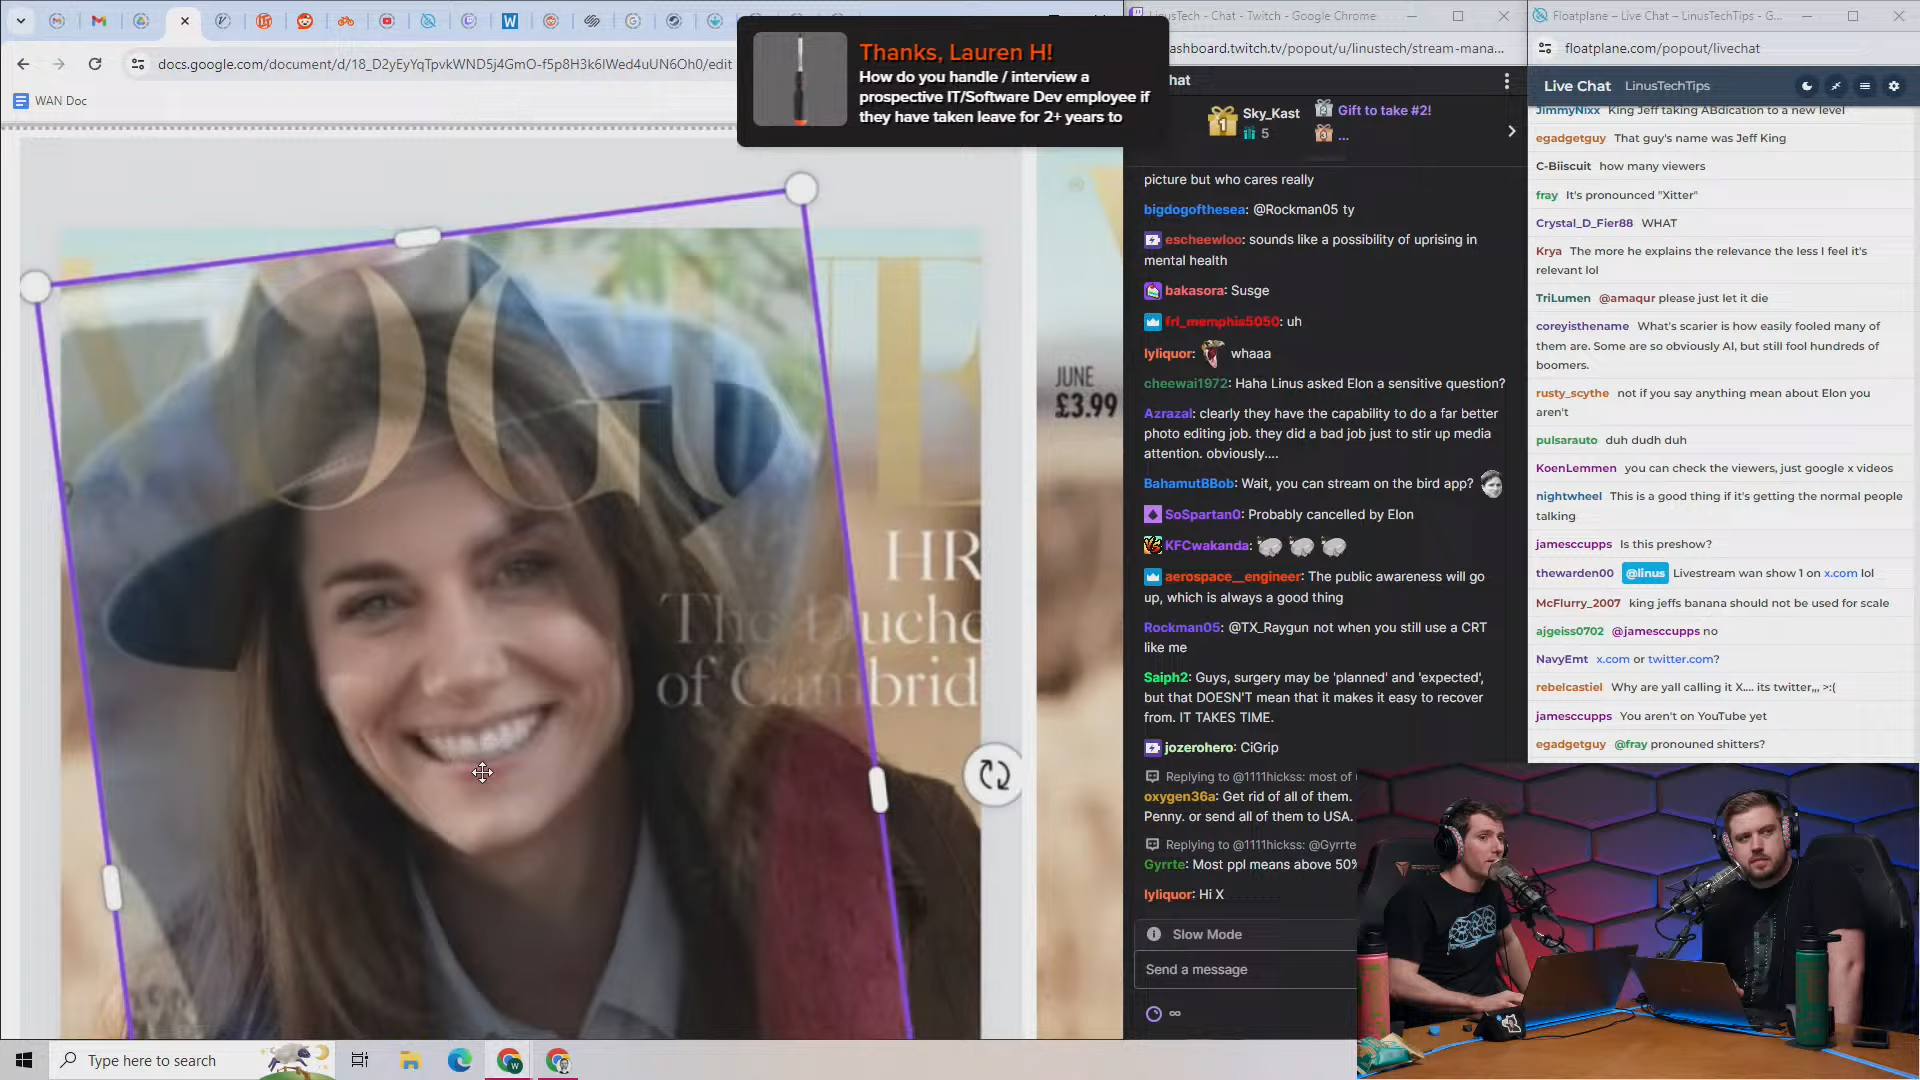 docs.google.com/document/d/18_D2yEyYqTpvkWND5j4GmO-f5p8H3k6lWed4uUN6Oh0/edit
WAN Doc
Thanks, Lauren H!
How do you handle / interview a
prospective IT/Software Dev employee if
they have taken leave for 2+ years to
VOGUE
HR
The Duche
of Cambrid
JUNE
£3.99
LinusTech - Chat - Twitch - Google Chrome
ashboard.twitch.tv/popout/u/linustech/stream-mana...
hat
1
Sky_Kast
5
2
Gift to take #2!
3
...
picture but who cares really
bigdogofthesea: @Rockman05 ty
escheewloo: sounds like a possibility of uprising in
mental health
bakasora: Susge
frl_memphis5050: uh
lyliquor: whaaa
cheewai1972: Haha Linus asked Elon a sensitive question?
Azrazal: clearly they have the capability to do a far better
photo editing job. they did a bad job just to stir up media
attention. obviously....
BahamutBBob: Wait, you can stream on the bird app?
SoSpartan0: Probably cancelled by Elon
KFCwakanda:
aerospace__engineer: The public awareness will go
up, which is always a good thing
Rockman05: @TX_Raygun not when you still use a CRT
like me
Saiph2: Guys, surgery may be 'planned' and 'expected',
but that DOESN'T mean that it makes it easy to recover
from. IT TAKES TIME.
jozerohero: CiGrip
Replying to @1111hickss: most of
oxygen36a: Get rid of all of them.
Penny. or send all of them to USA.
Replying to @1111hickss: @Gyrrte
Gyrrte: Most ppl means above 50%
lyliquor: Hi X
Slow Mode
Send a message
∞
Floatplane – Live Chat – LinusTechTips - G...
floatplane.com/popout/livechat
Live Chat LinusTechTips
JimmyNixx King Jeff taking ABdication to a new level
egadgetguy That guy's name was Jeff King
C-Biiscuit how many viewers
fray It's pronounced "Xitter"
Crystal_D_Fier88 WHAT
Krya The more he explains the relevance the less I feel it's
relevant lol
TriLumen @amaqur please just let it die
coreyisthename What's scarier is how easily fooled many of
them are. Some are so obviously AI, but still fool hundreds of
boomers.
rusty_scythe not if you say anything mean about Elon you
aren't
pulsarauto duh dudh duh
KoenLemmen you can check the viewers, just google x videos
nightwheel This is a good thing if it's getting the normal people
talking
jamesccupps Is this preshow?
thewarden00 @linus Livestream wan show 1 on x.com lol
McFlurry_2007 king jeffs banana should not be used for scale
ajgeiss0702 @jamesccupps no
NavyEmt x.com or twitter.com?
rebelcastiel Why are yall calling it X.... its twitter,,, >:(
jamesccupps You aren't on YouTube yet
egadgetguy @fray pronouned shitters?
Type here to search